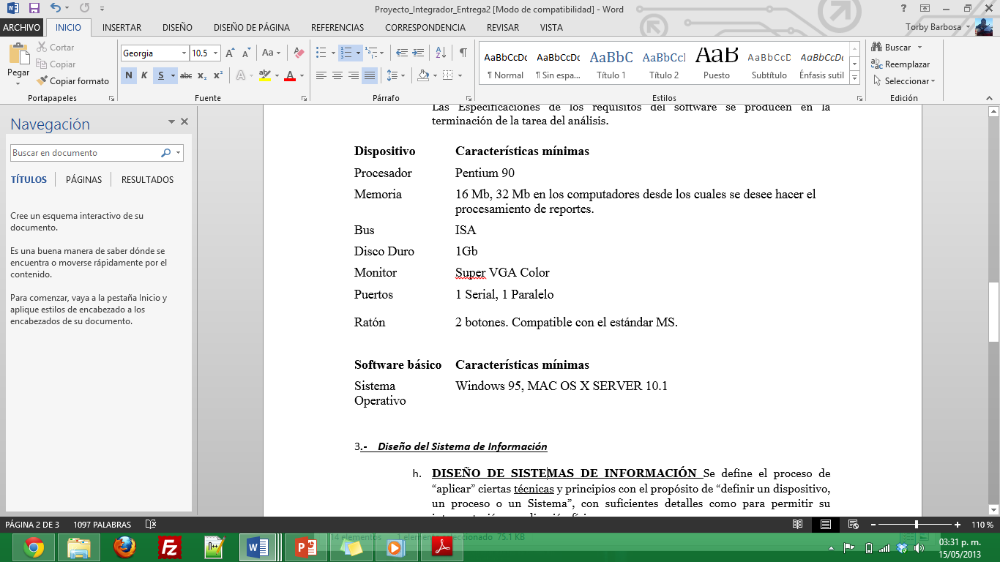 Proyecto_Integrador_Entrega2 [Modo de compatibilidad] - Word
ARCHIVO INICIO INSERTAR DISEÑO DISEÑO DE PÁGINA REFERENCIAS CORRESPONDENCIA REVISAR VISTA Torby Barbosa
Pegar
Cortar
Copiar
Copiar formato
Portapapeles
Georgia 10.5 Aa
N K S abc x₂ x² A ab A
Fuente
Párrafo
AaBbCcDc AaBbCcDc AaBbC AaBbCcI AaB AaBbCcD AaBbCcDc
¶ Normal ¶ Sin espa... Título 1 Título 2 Puesto Subtítulo Énfasis sutil
Estilos
Buscar
Reemplazar
Seleccionar
Edición
Navegación
Buscar en documento
TÍTULOS PÁGINAS RESULTADOS
Cree un esquema interactivo de su
documento.
Es una buena manera de saber dónde se
encuentra o moverse rápidamente por el
contenido.
Para comenzar, vaya a la pestaña Inicio y
aplique estilos de encabezado a los
encabezados de su documento.
Las Especificaciones de los requisitos del software se producen en la
terminación de la tarea del análisis.
Dispositivo Características mínimas
Procesador Pentium 90
Memoria 16 Mb, 32 Mb en los computadores desde los cuales se desee hacer el
procesamiento de reportes.
Bus ISA
Disco Duro 1Gb
Monitor Super VGA Color
Puertos 1 Serial, 1 Paralelo
Ratón 2 botones. Compatible con el estándar MS.
Software básico Características mínimas
Sistema Windows 95, MAC OS X SERVER 10.1
Operativo
3.- Diseño del Sistema de Información
h. DISEÑO DE SISTEMAS DE INFORMACIÓN Se define el proceso de
“aplicar” ciertas técnicas y principios con el propósito de “definir un dispositivo,
un proceso o un Sistema”, con suficientes detalles como para permitir su
PÁGINA 2 DE 3 1097 PALABRAS 110 %
14 elementos 1 elemento seleccionado 75.1 KB
03:31 p. m.
15/05/2013